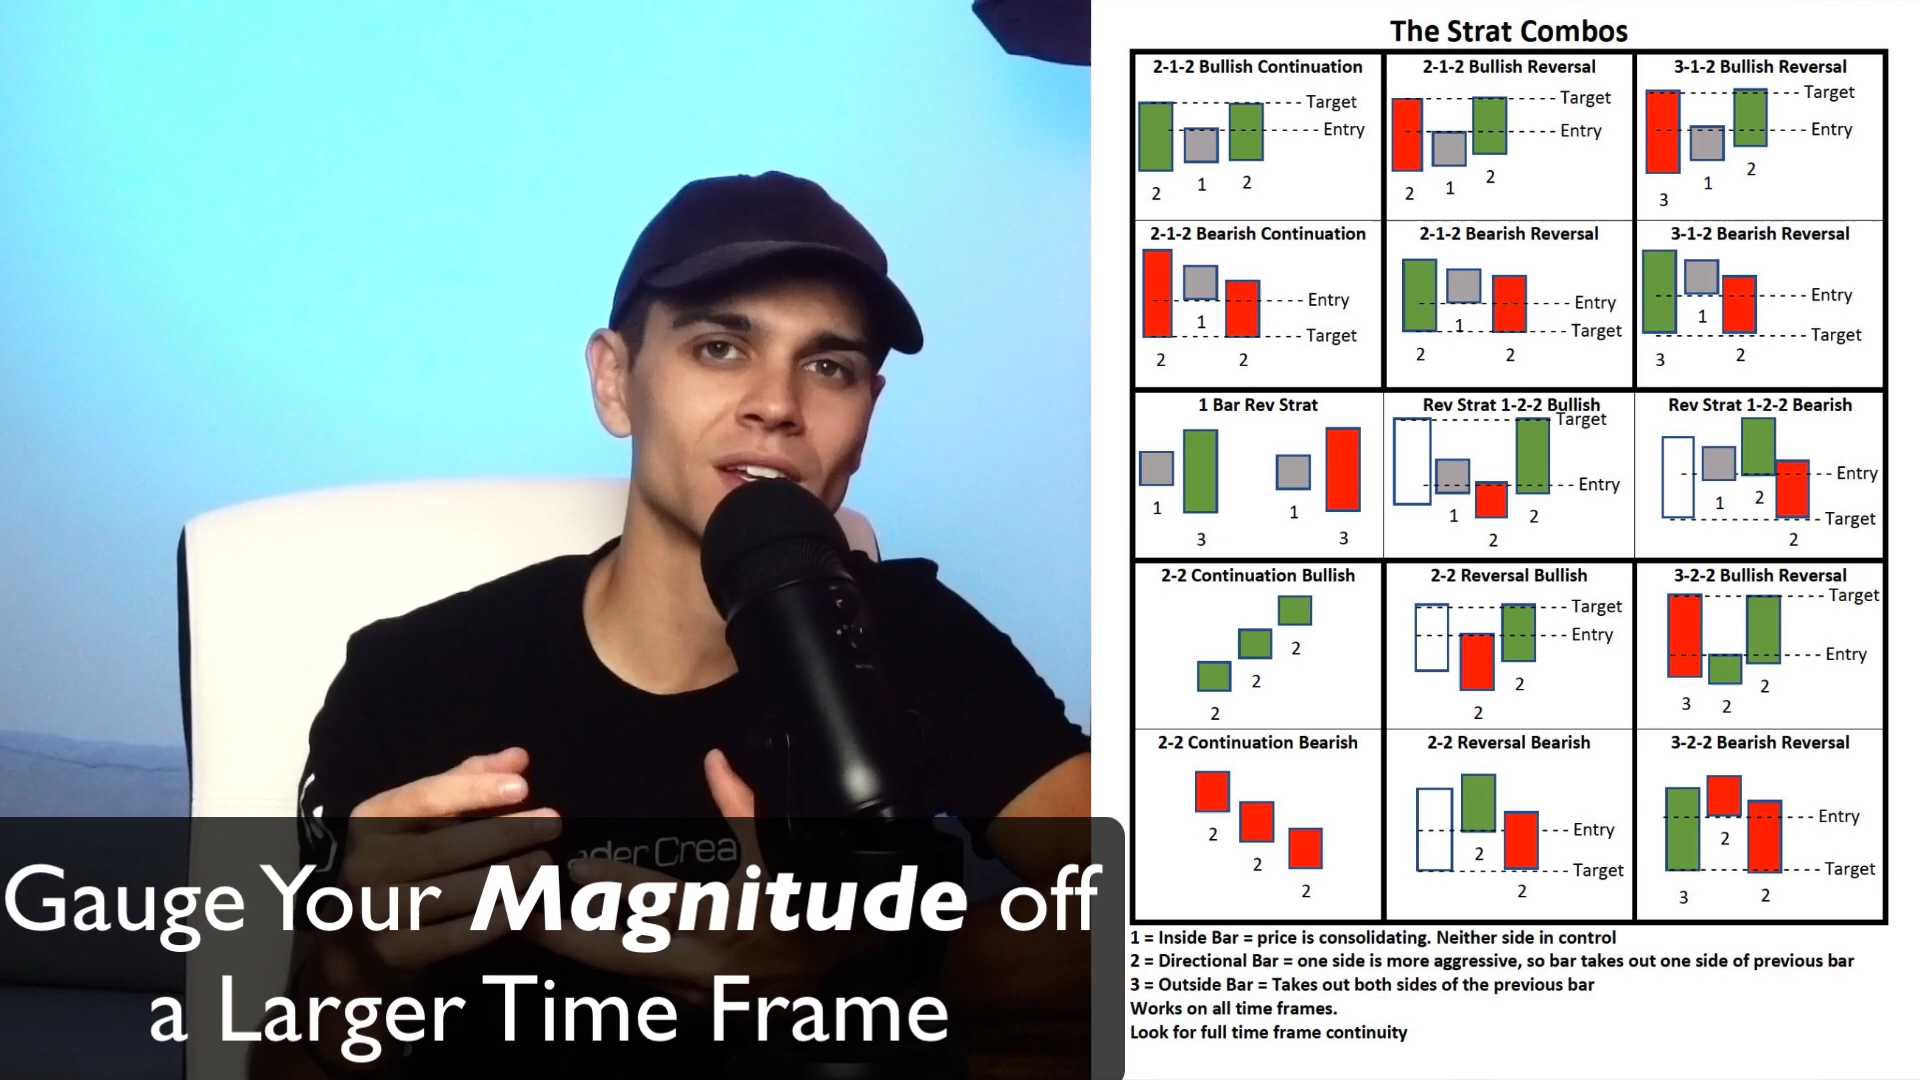 The Strat Combos
2-1-2 Bullish Continuation
Target
Entry
2
1
2
2-1-2 Bullish Reversal
Target
Entry
2
1
2
3-1-2 Bullish Reversal
Target
Entry
3
1
2
2-1-2 Bearish Continuation
Entry
Target
2
1
2
2-1-2 Bearish Reversal
Entry
Target
2
1
2
3-1-2 Bearish Reversal
Entry
Target
3
1
2
1 Bar Rev Strat
1
3
1
3
Rev Strat 1-2-2 Bullish
Target
Entry
1
2
2
Rev Strat 1-2-2 Bearish
Entry
Target
1
2
2
2-2 Continuation Bullish
2
2
2
2-2 Reversal Bullish
Target
Entry
2
2
3-2-2 Bullish Reversal
Target
Entry
3
2
2
2-2 Continuation Bearish
2
2
2
2-2 Reversal Bearish
Entry
Target
2
2
3-2-2 Bearish Reversal
Entry
Target
3
2
2
1 = Inside Bar = price is consolidating. Neither side in control
2 = Directional Bar = one side is more aggressive, so bar takes out one side of previous bar
3 = Outside Bar = Takes out both sides of the previous bar
Works on all time frames.
Look for full time frame continuity
ader Crea
Gauge Your Magnitude off
a Larger Time Frame